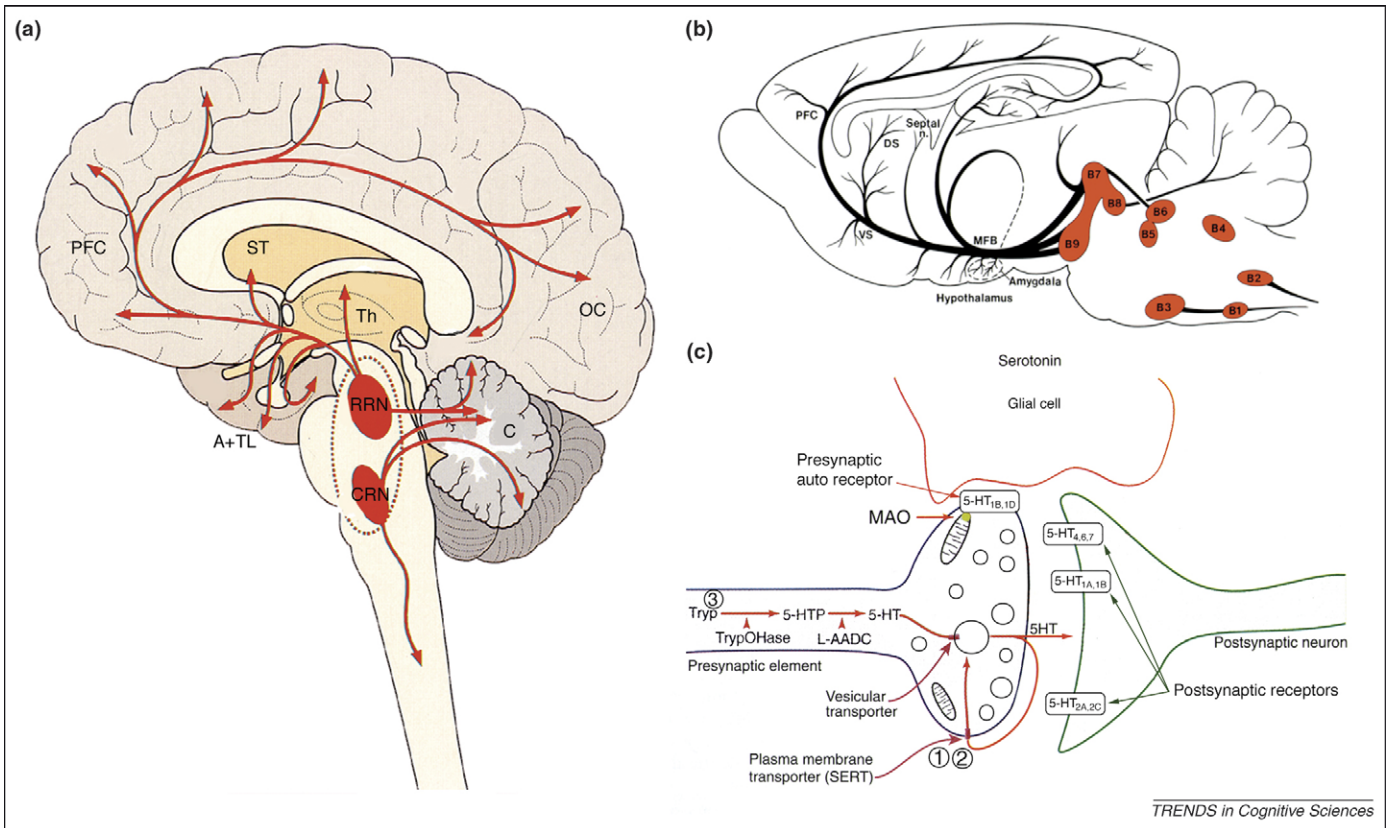 (a)
PFC
ST
Th
OC
RRN
A+TL
C
CRN
(b)
PFC
DS
Septal
n.
VS
MFB
Amygdala
Hypothalamus
B7
B8
B9
B6
B5
B4
B2
B3
B1
(c)
Serotonin
Glial cell
Presynaptic
auto receptor
5-HT1B,1D
MAO
5-HT4,6,7
5-HT1A,1B
③
Tryp
5-HTP
5-HT
5HT
TrypOHase
L-AADC
Presynaptic element
Postsynaptic neuron
Vesicular
transporter
Postsynaptic receptors
5-HT2A,2C
Plasma membrane
transporter (SERT)
① ②
TRENDS in Cognitive Sciences